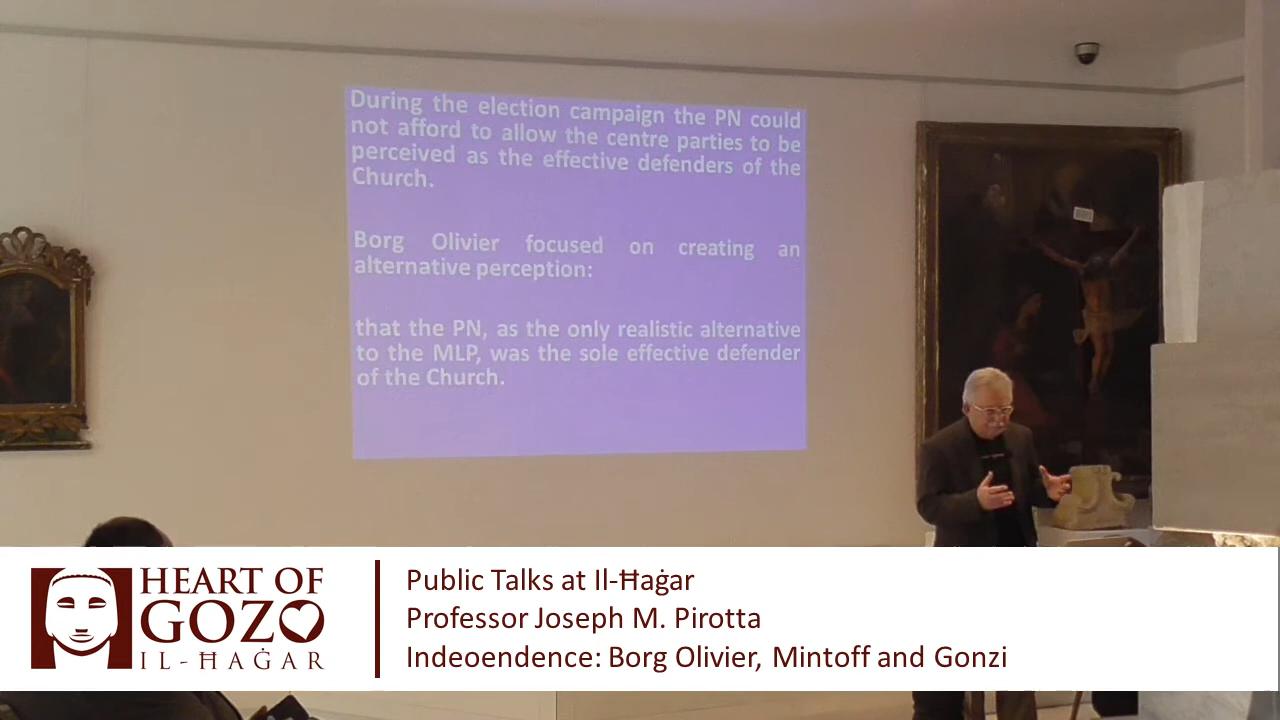 During the election campaign the PN could
not afford to allow the centre parties to be
perceived as the effective defenders of the
Church.
Borg Olivier focused on creating an
alternative perception:
that the PN, as the only realistic alternative
to the MLP, was the sole effective defender
of the Church.
HEART OF
GOZO
IL-ĦAĠAR
Public Talks at Il-Ħaġar
Professor Joseph M. Pirotta
Indeoendence: Borg Olivier, Mintoff and Gonzi